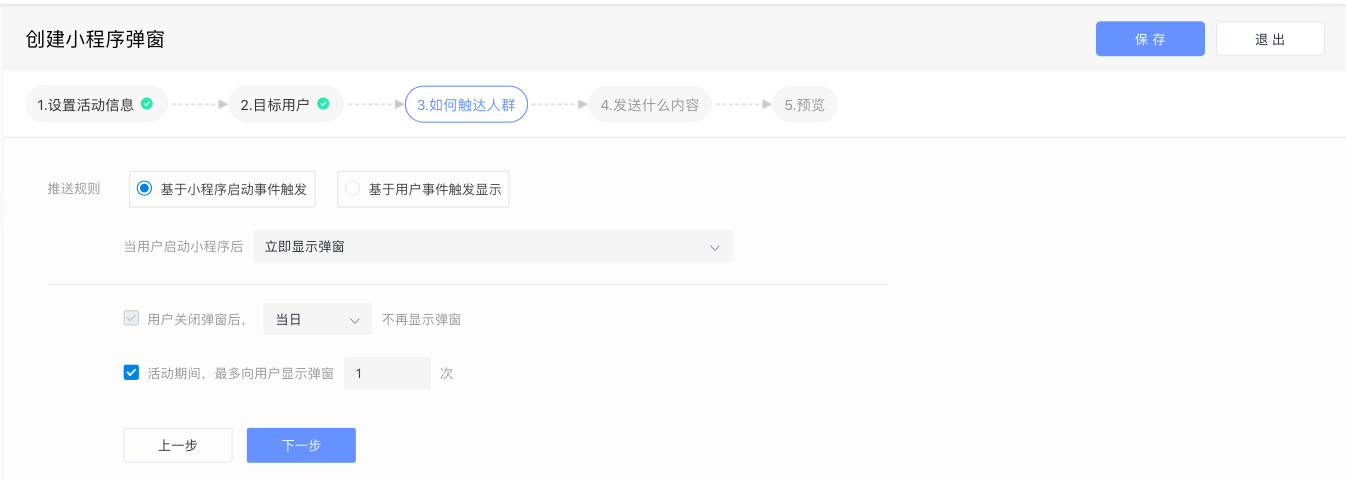 创建小程序弹窗
保存
退出
1.设置活动信息
2.目标用户
3.如何触达人群
4.发送什么内容
5.预览
推送规则
基于小程序启动事件触发
基于用户事件触发显示
当用户启动小程序后
立即显示弹窗
用户关闭弹窗后，
当日
不再显示弹窗
活动期间，最多向用户显示弹窗
1
次
上一步
下一步